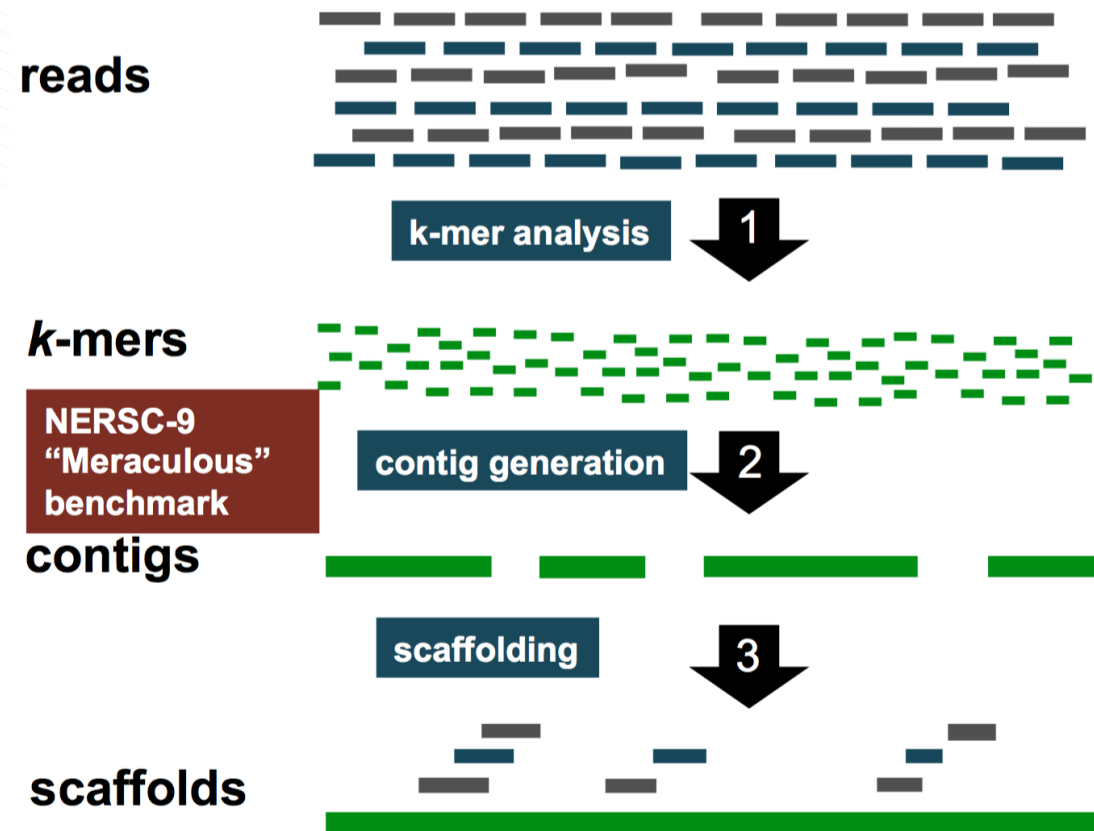 reads
k-mer analysis
1
k-mers
NERSC-9
“Meraculous”
benchmark
contig generation
2
contigs
scaffolding
3
scaffolds